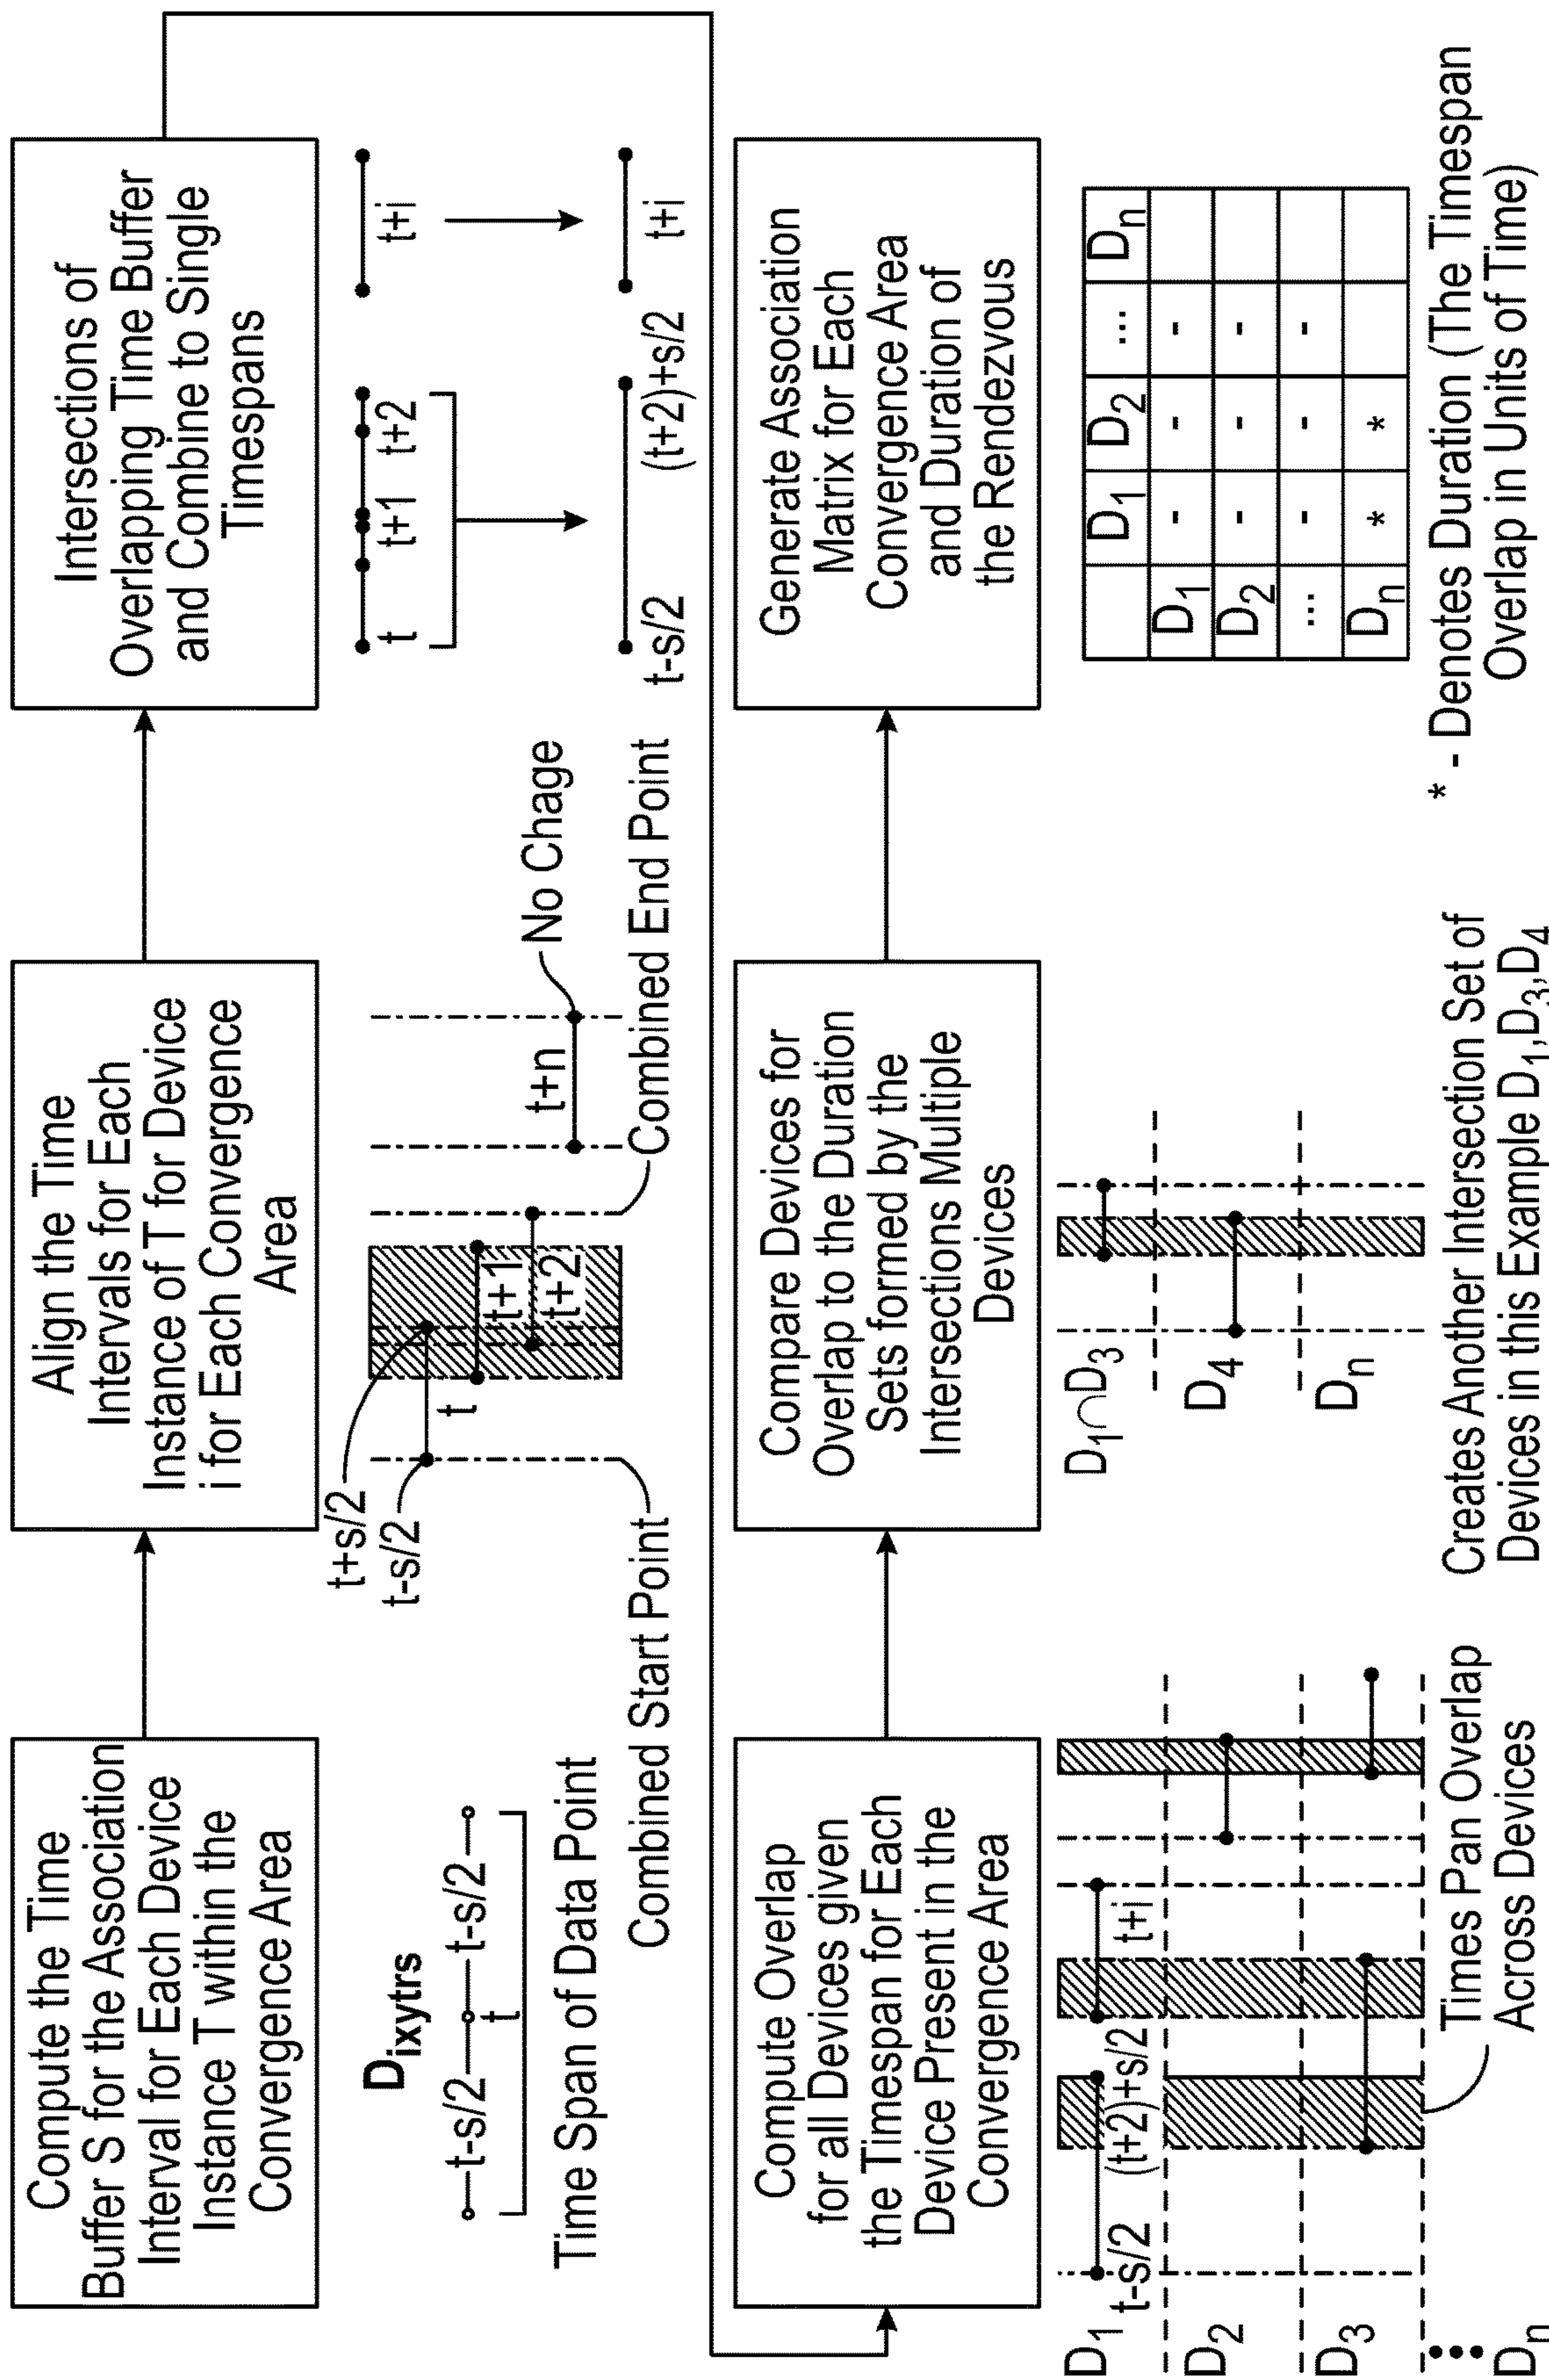 Compute the Time
Buffer S for the Association
Interval for Each Device
Instance T within the
Convergence Area
D_ixytrs
t-s/2 t-s/2
t
Time Span of Data Point
Align the Time
Intervals for Each
Instance of T for Device
i for Each Convergence
Area
t+s/2
t-s/2
t
t+1
t+2
t+n
No Chage
Combined Start Point
Combined End Point
Intersections of
Overlapping Time Buffer
and Combine to Single
Timespans
t t+1 t+2 t+i
t-s/2 (t+2)+s/2 t+i
Compute Overlap
for all Devices given
the Timespan for Each
Device Present in the
Convergence Area
D₁
t-s/2 (t+2)+s/2 t+i
D₂
D₃
Dₙ
Times Pan Overlap
Across Devices
Compare Devices for
Overlap to the Duration
Sets formed by the
Intersections Multiple
Devices
D₁∩D₃
D₄
Dₙ
Creates Another Intersection Set of
Devices in this Example D₁,D₃,D₄
Generate Association
Matrix for Each
Convergence Area
and Duration of
the Rendezvous
D₁ D₂ ... Dₙ
D₁ - - -
D₂ - - -
... - - -
Dₙ * *
* - Denotes Duration (The Timespan
Overlap in Units of Time)